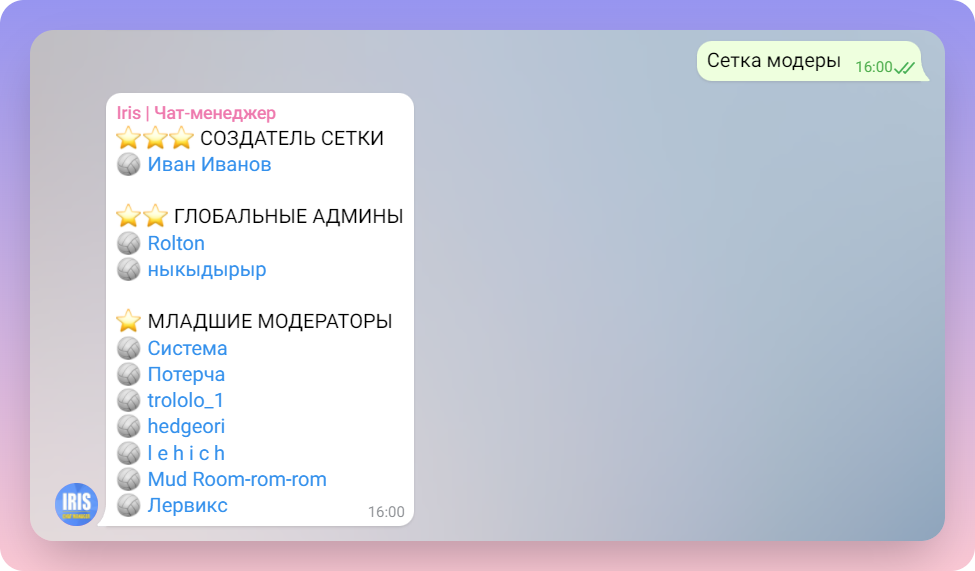 Сетка модеры 16:00
Iris | Чат-менеджер
СОЗДАТЕЛЬ СЕТКИ
Иван Иванов
ГЛОБАЛЬНЫЕ АДМИНЫ
Rolton
ныкыдырыр
МЛАДШИЕ МОДЕРАТОРЫ
Система
Потерча
trololo_1
hedgeori
l e h i c h
Mud Room-rom-rom
Лервикс
16:00
IRIS